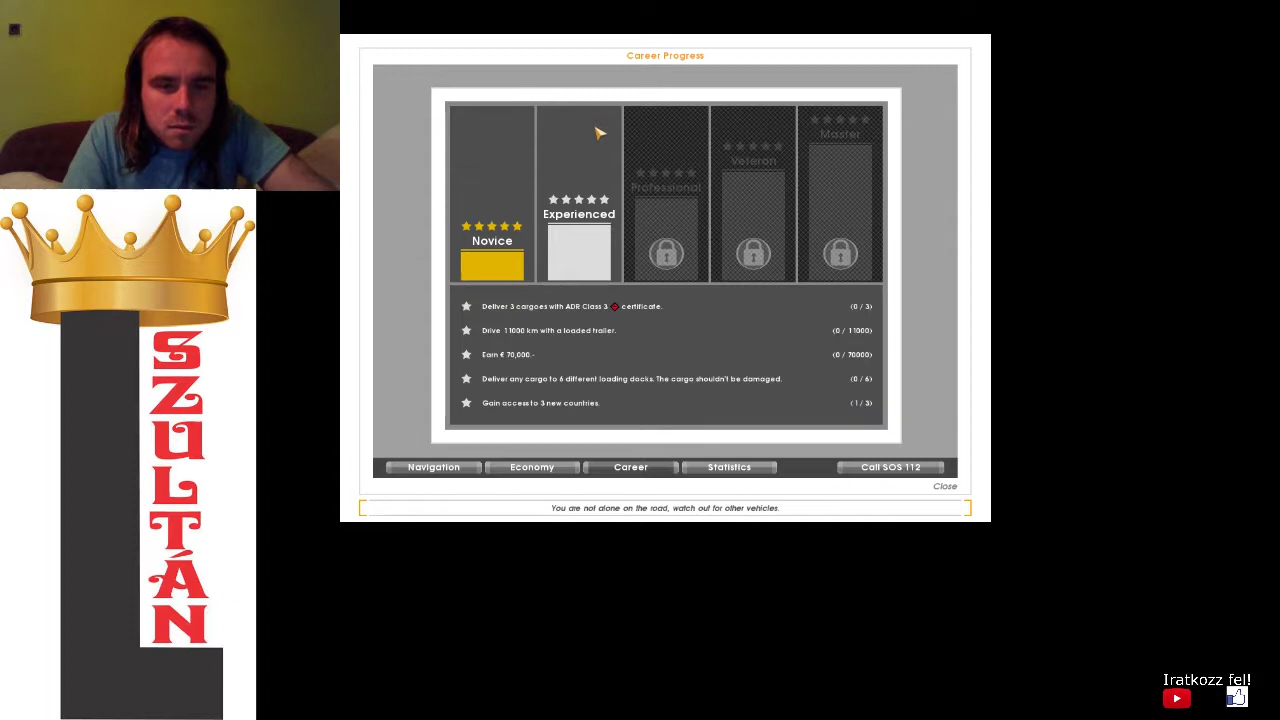 Career Progress
Master
Veteran
Professional
Experienced
Novice
Deliver 3 cargoes with ADR Class 3 certificate. (0 / 3)
Drive 11000 km with a loaded trailer. (0 / 11000)
Earn € 70,000.- (0 / 70000)
Deliver any cargo to 6 different loading docks. The cargo shouldn't be damaged. (0 / 6)
Gain access to 3 new countries. (1 / 3)
Navigation Economy Career Statistics Call SOS 112
Close
You are not alone on the road, watch out for other vehicles.
L
SZULTÁN
Iratkozz fel!